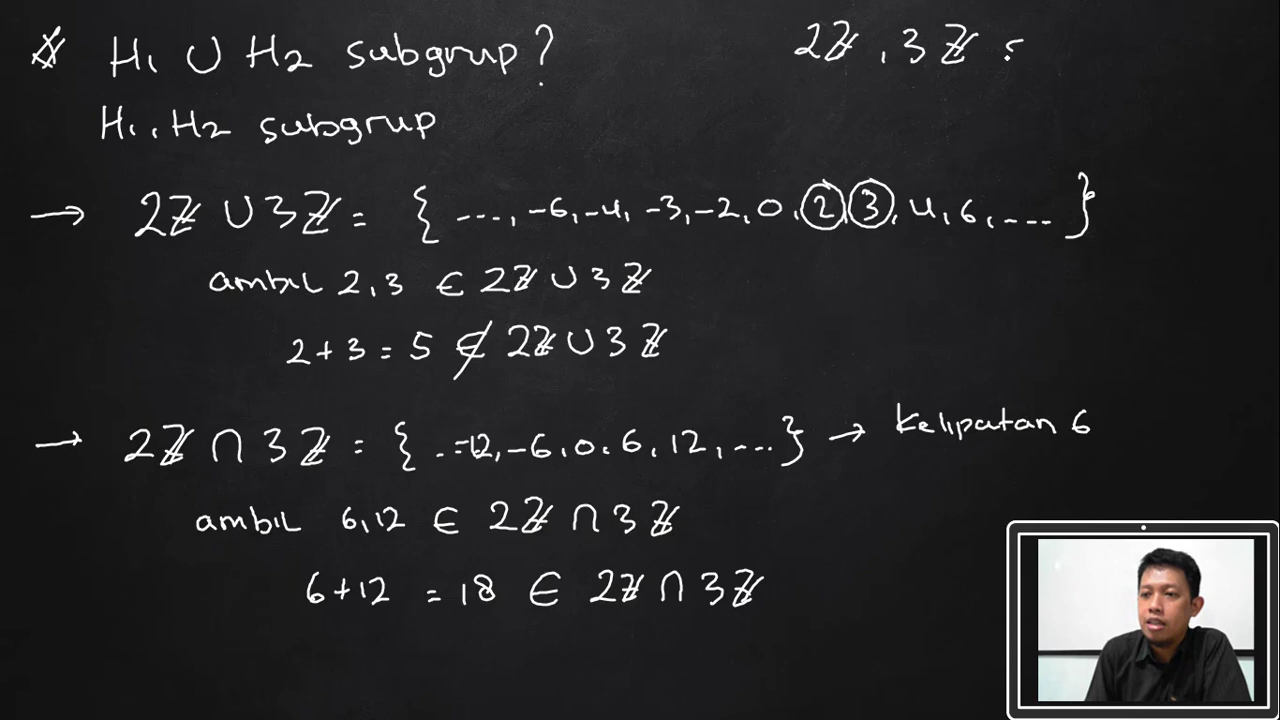 * H₁ ∪ H₂ subgrup?
2ℤ, 3ℤ
H₁, H₂ subgrup
→ 2ℤ ∪ 3ℤ = { ...., -6, -4, -3, -2, 0, 2, 3, 4, 6, .... }
ambil 2,3 ∈ 2ℤ ∪ 3ℤ
2 + 3 = 5 ∉ 2ℤ ∪ 3ℤ
→ 2ℤ ∩ 3ℤ = { ..-12, -6, 0, 6, 12, .... } → Kelipatan 6
ambil 6,12 ∈ 2ℤ ∩ 3ℤ
6+12 = 18 ∈ 2ℤ ∩ 3ℤ